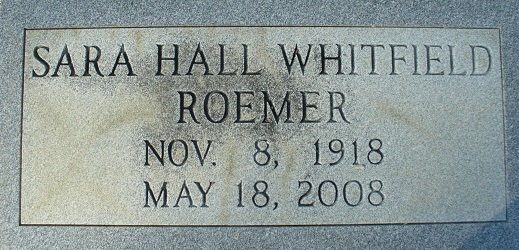 SARA HALL WHITFIELD
ROEMER
NOV. 8, 1918
MAY 18, 2008